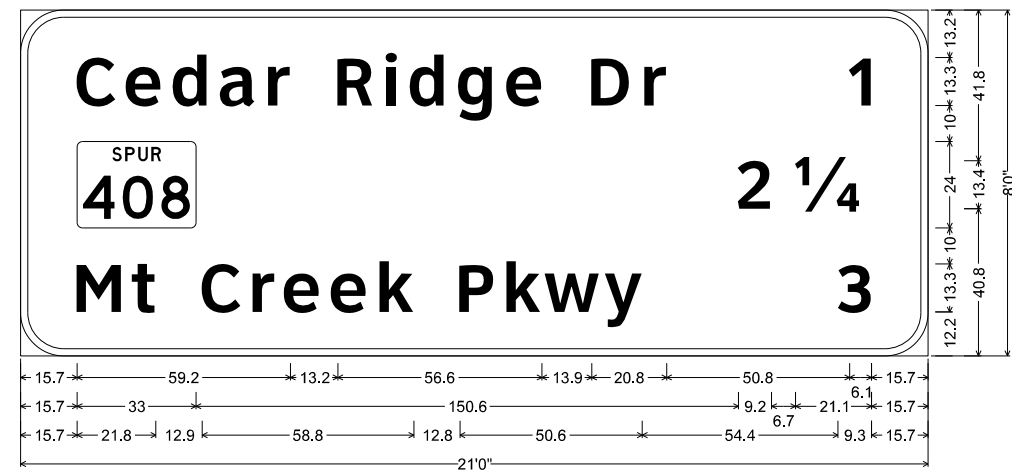 Cedar Ridge Dr 1
SPUR
408 2 ¼
Mt Creek Pkwy 3
13.2
13.3
10
24
10
13.3
12.2
41.8
13.4
40.8
8'0"
15.7 59.2 13.2 56.6 13.9 20.8 50.8 6.1 15.7
15.7 33 150.6 9.2 6.7 21.1 15.7
15.7 21.8 12.9 58.8 12.8 50.6 54.4 9.3 15.7
21'0"